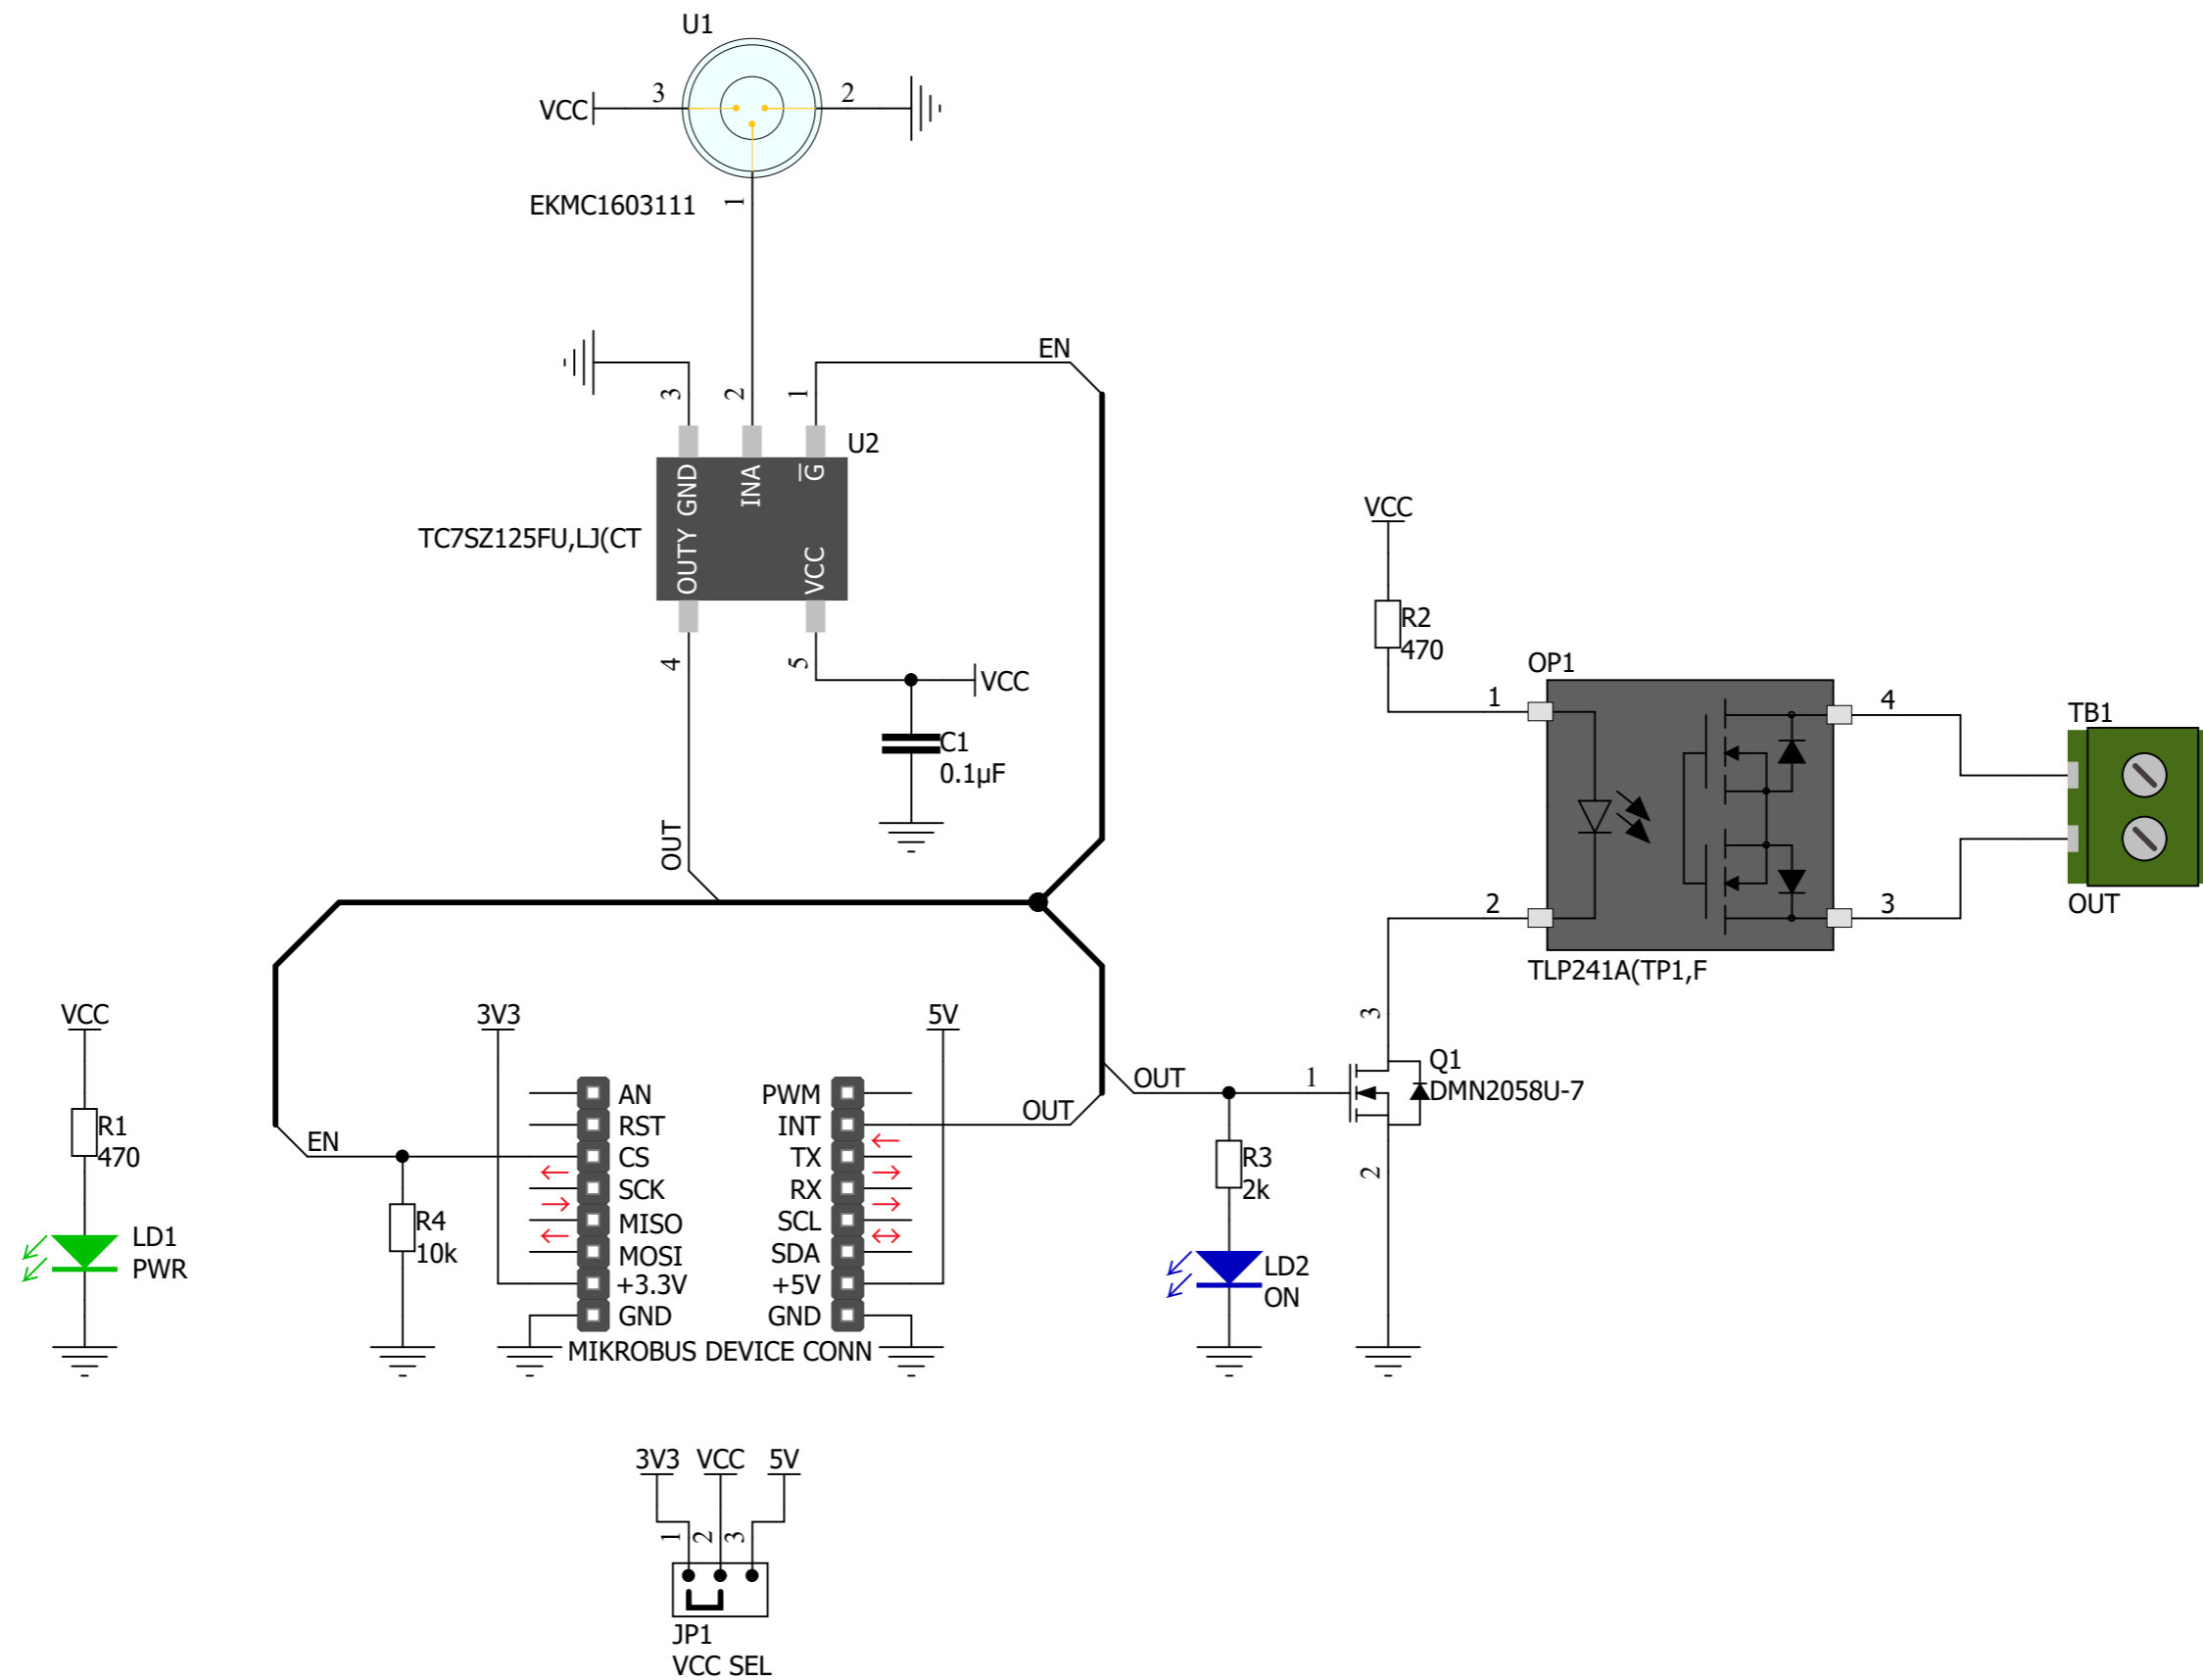 U1
VCC
3
2
EKMC1603111
1
EN
3
2
1
U2
GND
INA
G
TC7SZ125FU,LJ(CT
OUTY
VCC
4
5
VCC
C1
0.1µF
OUT
VCC
R2
470
OP1
1
4
TB1
2
3
OUT
TLP241A(TP1,F
3
VCC
R1
470
LD1
PWR
EN
R4
10k
3V3
5V
AN
RST
CS
SCK
MISO
MOSI
+3.3V
GND
PWM
INT
TX
RX
SCL
SDA
+5V
GND
MIKROBUS DEVICE CONN
OUT
OUT
1
Q1
DMN2058U-7
2
R3
2k
LD2
ON
3V3 VCC 5V
1 2 3
JP1
VCC SEL